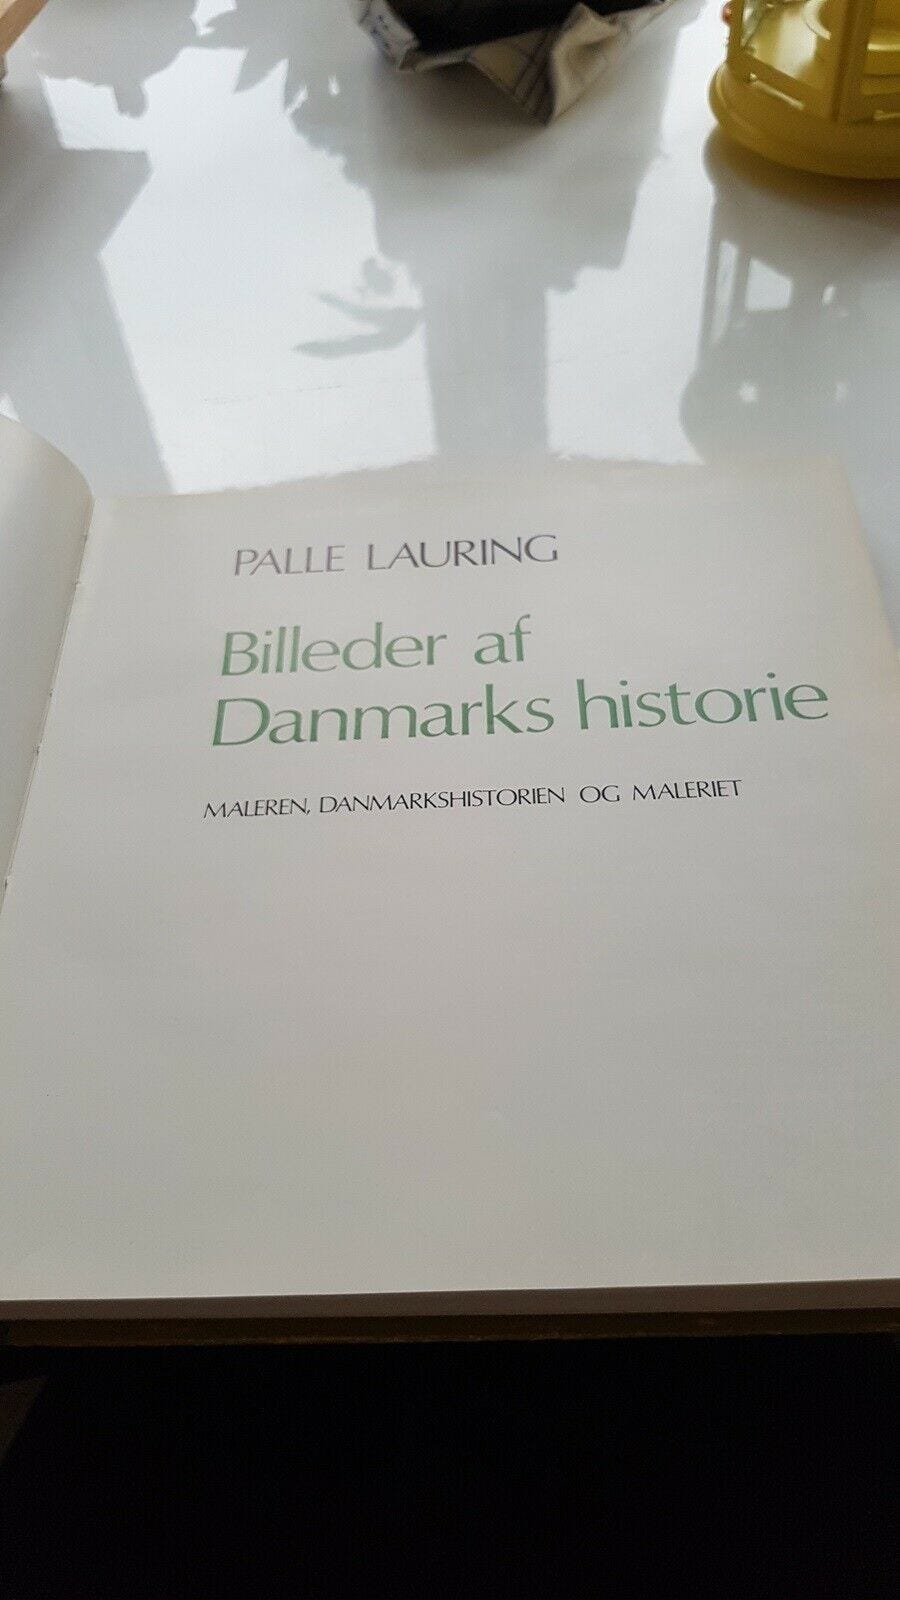 PALLE LAURING
Billeder af
Danmarks historie
MALEREN, DANMARKSHISTORIEN OG MALERIET